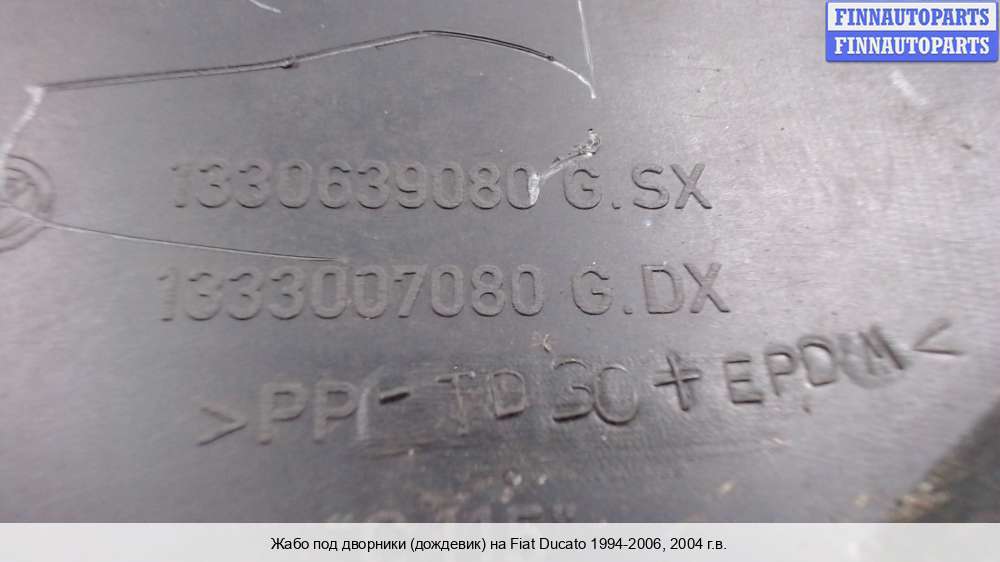 FINNAUTOPARTS
FINNAUTOPARTS
1330639080 G.SX
1333007080 G.DX
>PP-TD30+EPDM<
Жабо под дворники (дождевик) на Fiat Ducato 1994-2006, 2004 г.в.